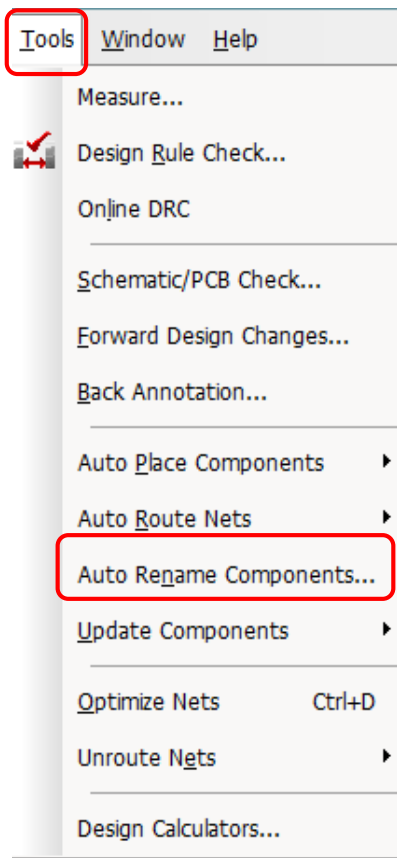 Tools Window Help
Measure...
Design Rule Check...
Online DRC
Schematic/PCB Check...
Forward Design Changes...
Back Annotation...
Auto Place Components
Auto Route Nets
Auto Rename Components...
Update Components
Optimize Nets Ctrl+D
Unroute Nets
Design Calculators...